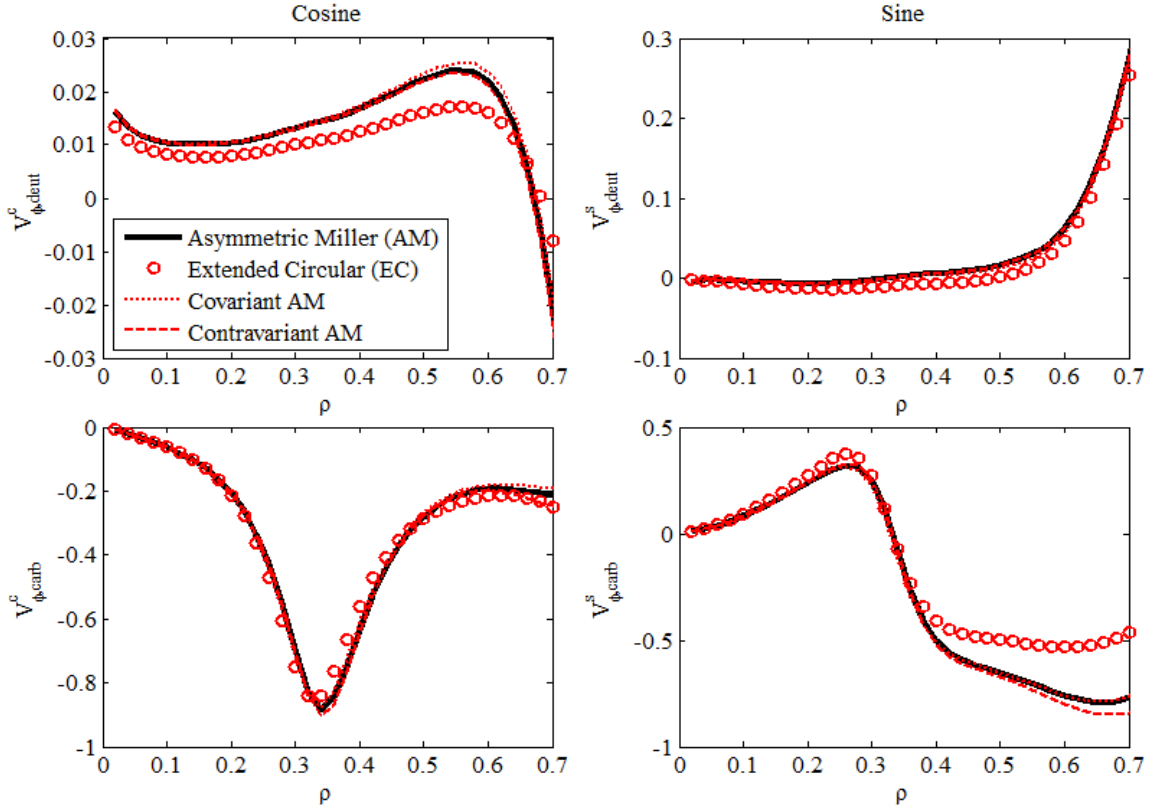 Cosine
0.03
0.02
0.01
0
-0.01
-0.02
-0.03
V^c_ϕ,deut
Asymmetric Miller (AM)
Extended Circular (EC)
Covariant AM
Contravariant AM
0 0.1 0.2 0.3 0.4 0.5 0.6 0.7
ρ
Sine
0.3
0.2
0.1
0
-0.1
V^s_ϕ,deut
0 0.1 0.2 0.3 0.4 0.5 0.6 0.7
ρ
0
-0.2
-0.4
-0.6
-0.8
-1
V^c_ϕ,carb
0 0.1 0.2 0.3 0.4 0.5 0.6 0.7
ρ
0.5
0
-0.5
-1
V^s_ϕ,carb
0 0.1 0.2 0.3 0.4 0.5 0.6 0.7
ρ